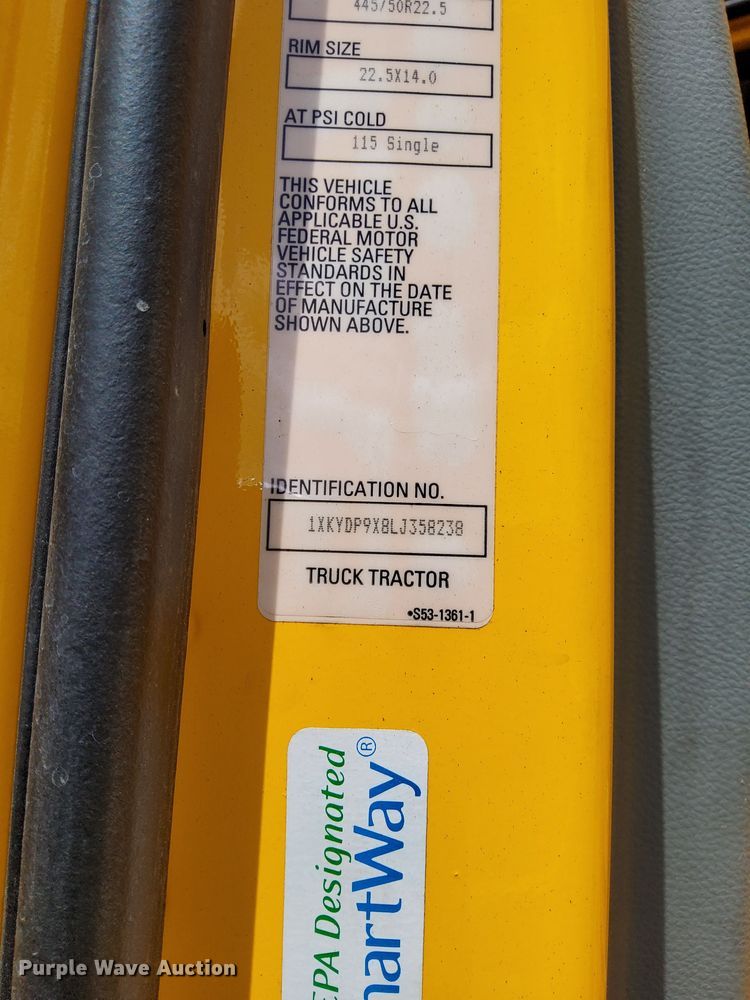 445/50R22.5
RIM SIZE
22.5X14.0
AT PSI COLD
115 Single
THIS VEHICLE
CONFORMS TO ALL
APPLICABLE U.S.
FEDERAL MOTOR
VEHICLE SAFETY
STANDARDS IN
EFFECT ON THE DATE
OF MANUFACTURE
SHOWN ABOVE.
IDENTIFICATION NO.
1XKYDP9X8LJ358238
TRUCK TRACTOR
•S53-1361-1
EPA Designated
martWay®
Purple Wave Auction